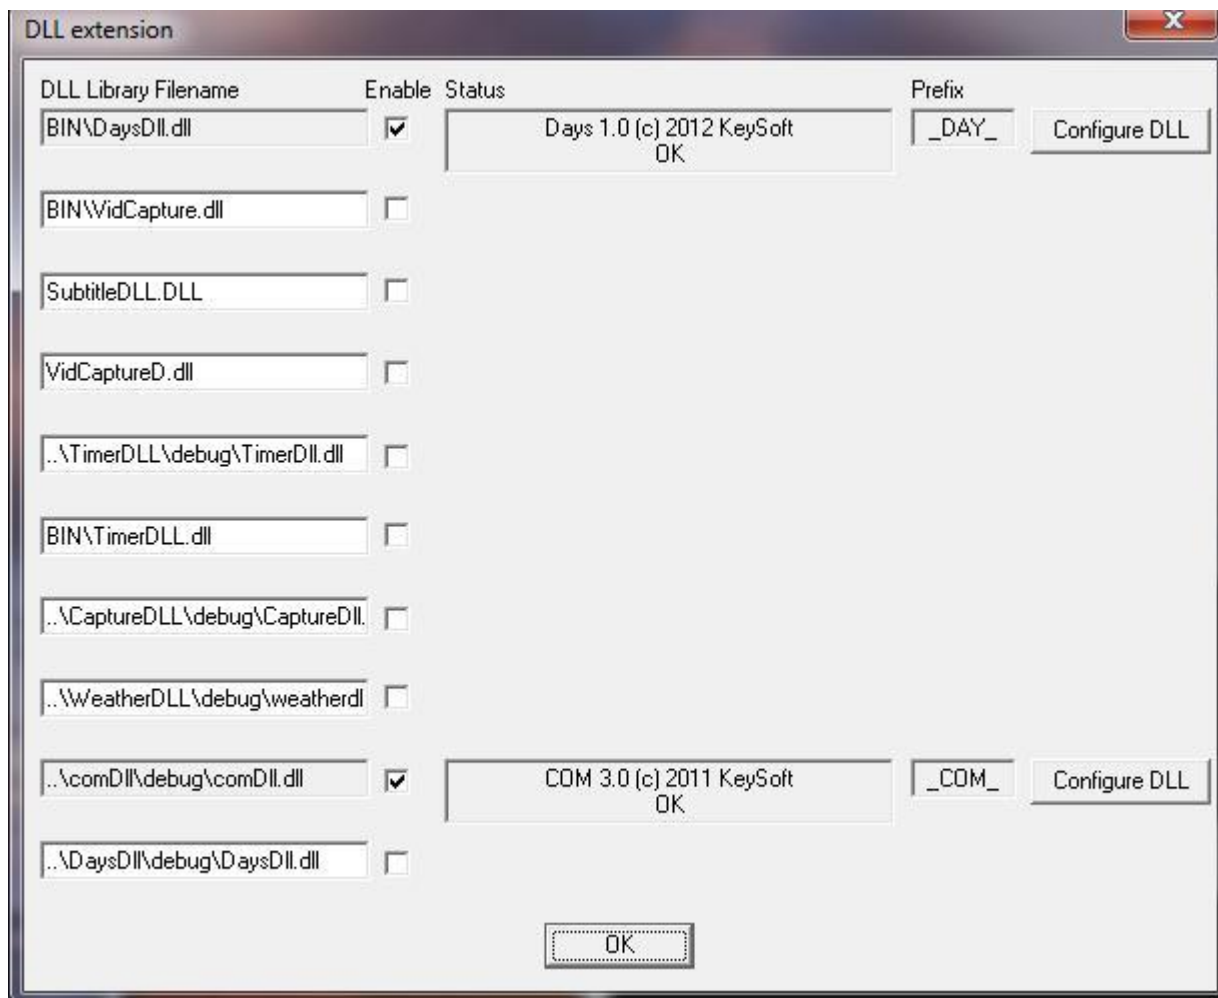 DLL extension
DLL Library Filename Enable Status Prefix
BIN\DaysDll.dll Days 1.0 (c) 2012 KeySoft _DAY_ Configure DLL
OK
BIN\VidCapture.dll
SubtitleDLL.DLL
VidCaptureD.dll
..\TimerDLL\debug\TimerDll.dll
BIN\TimerDLL.dll
..\CaptureDLL\debug\CaptureDll.
..\WeatherDLL\debug\weatherdl
..\comDll\debug\comDll.dll COM 3.0 (c) 2011 KeySoft _COM_ Configure DLL
OK
..\DaysDll\debug\DaysDll.dll
OK